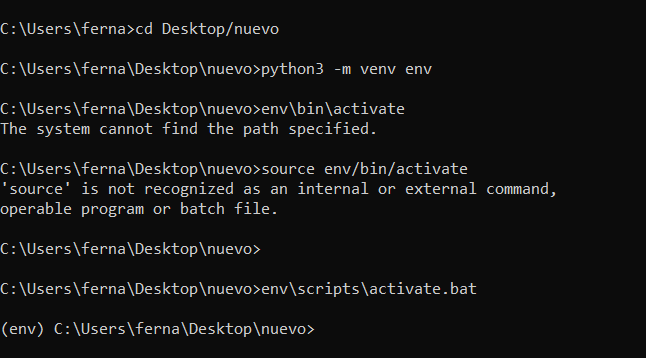 C:\Users\ferna>cd Desktop/nuevo
C:\Users\ferna\Desktop\nuevo>python3 -m venv env
C:\Users\ferna\Desktop\nuevo>env\bin\activate
The system cannot find the path specified.
C:\Users\ferna\Desktop\nuevo>source env/bin/activate
'source' is not recognized as an internal or external command,
operable program or batch file.
C:\Users\ferna\Desktop\nuevo>
C:\Users\ferna\Desktop\nuevo>env\scripts\activate.bat
(env) C:\Users\ferna\Desktop\nuevo>